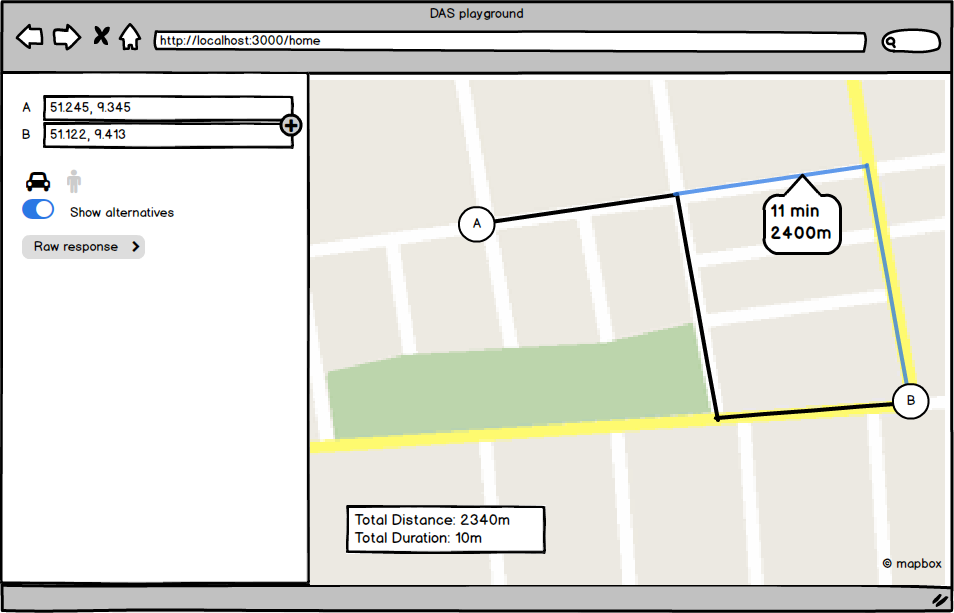 DAS playground
http://localhost:3000/home
A 51.245, 9.345
B 51.122, 9.413
Show alternatives
Raw response
A
11 min
2400m
B
Total Distance: 2340m
Total Duration: 10m
© mapbox